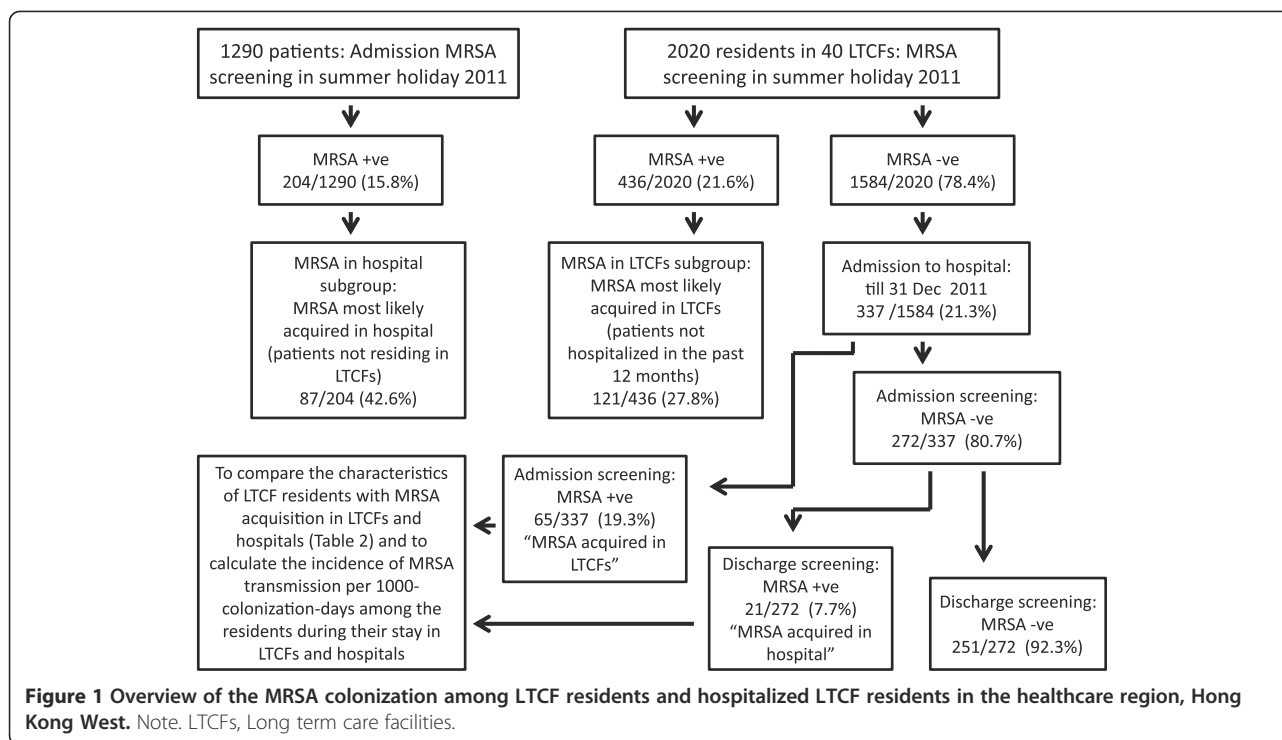 1290 patients: Admission MRSA
screening in summer holiday 2011
2020 residents in 40 LTCFs: MRSA
screening in summer holiday 2011
MRSA +ve
204/1290 (15.8%)
MRSA +ve
436/2020 (21.6%)
MRSA -ve
1584/2020 (78.4%)
MRSA in hospital
subgroup:
MRSA most likely
acquired in hospital
(patients not residing in
LTCFs)
87/204 (42.6%)
MRSA in LTCFs subgroup:
MRSA most likely
acquired in LTCFs
(patients not
hospitalized in the past
12 months)
121/436 (27.8%)
Admission to hospital:
till 31 Dec 2011
337 /1584 (21.3%)
Admission screening:
MRSA -ve
272/337 (80.7%)
To compare the characteristics
of LTCF residents with MRSA
acquisition in LTCFs and
hospitals (Table 2) and to
calculate the incidence of MRSA
transmission per 1000-
colonization-days among the
residents during their stay in
LTCFs and hospitals
Admission screening:
MRSA +ve
65/337 (19.3%)
“MRSA acquired in
LTCFs”
Discharge screening:
MRSA +ve
21/272 (7.7%)
“MRSA acquired in
hospital”
Discharge screening:
MRSA -ve
251/272 (92.3%)
Figure 1 Overview of the MRSA colonization among LTCF residents and hospitalized LTCF residents in the healthcare region, Hong
Kong West. Note. LTCFs, Long term care facilities.